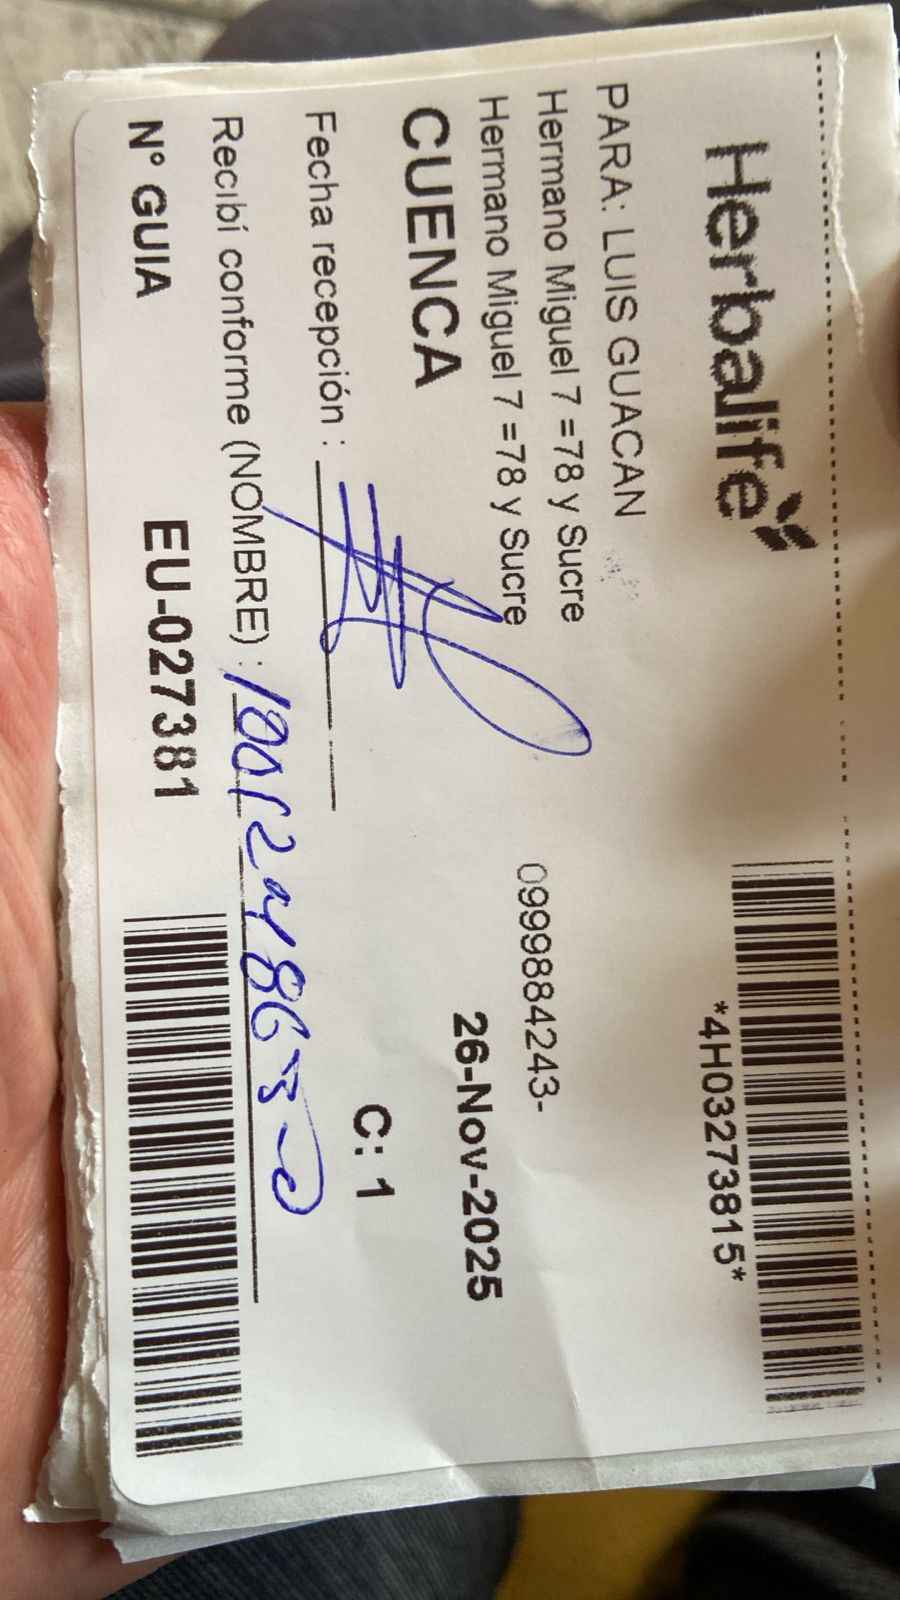 Herbalife
*4H03273815*
PARA: LUIS GUACAN
Hermano Miguel 7 =78 y Sucre
Hermano Miguel 7 =78 y Sucre
0999884243-
CUENCA
26-Nov-2025
Fecha recepción :
C: 1
Recibí conforme (NOMBRE) :
N° GUIA EU-027381